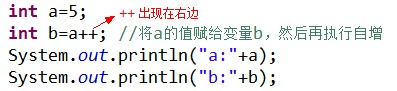 int a=5; ++ 出现在右边
int b=a++; //将a的值赋给变量b，然后再执行自增
System.out.println("a:"+a);
System.out.println("b:"+b);